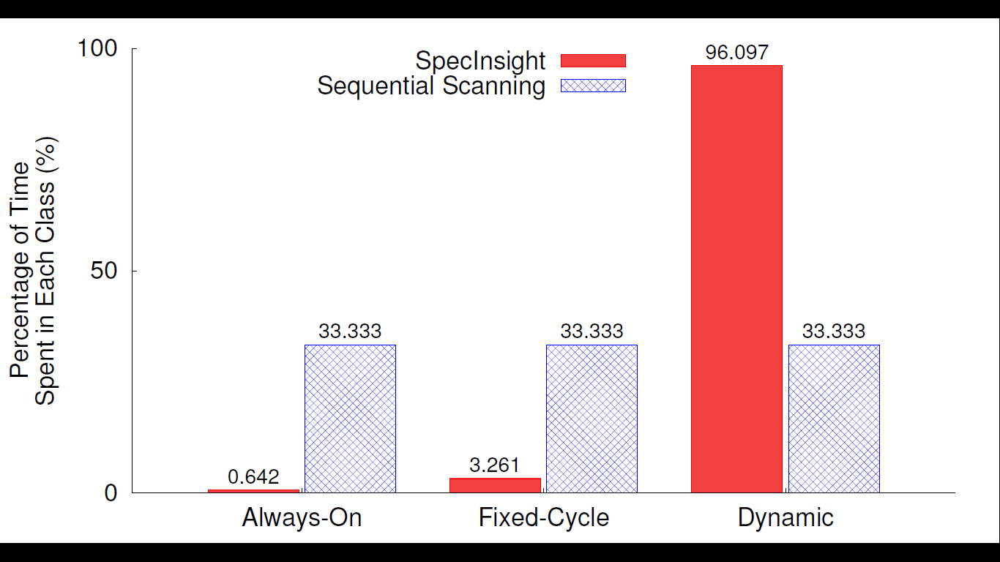 100
50
0
Percentage of Time
Spent in Each Class (%)
SpecInsight
Sequential Scanning
0.642
33.333
3.261
33.333
96.097
33.333
Always-On
Fixed-Cycle
Dynamic